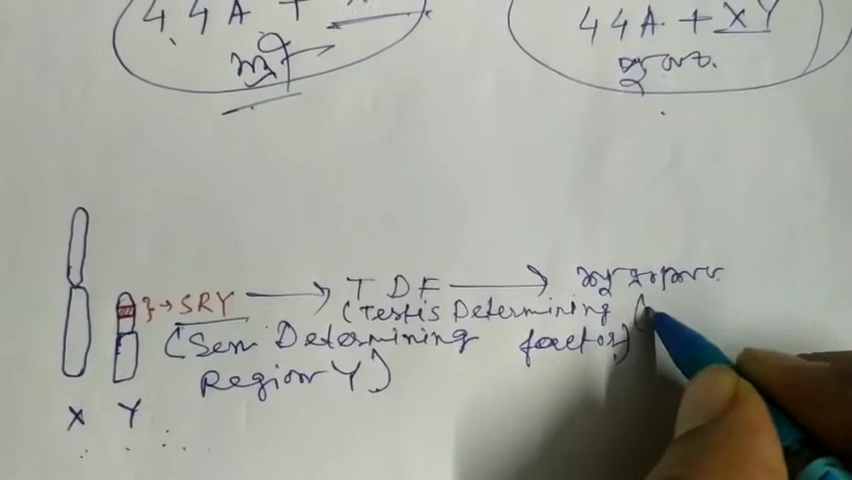 44A +
44A + XY
স্ত্রী
পুরুষ
SRY → TDF →
(Testis Determining
(Sex Determining factor)
Region Y)
X Y